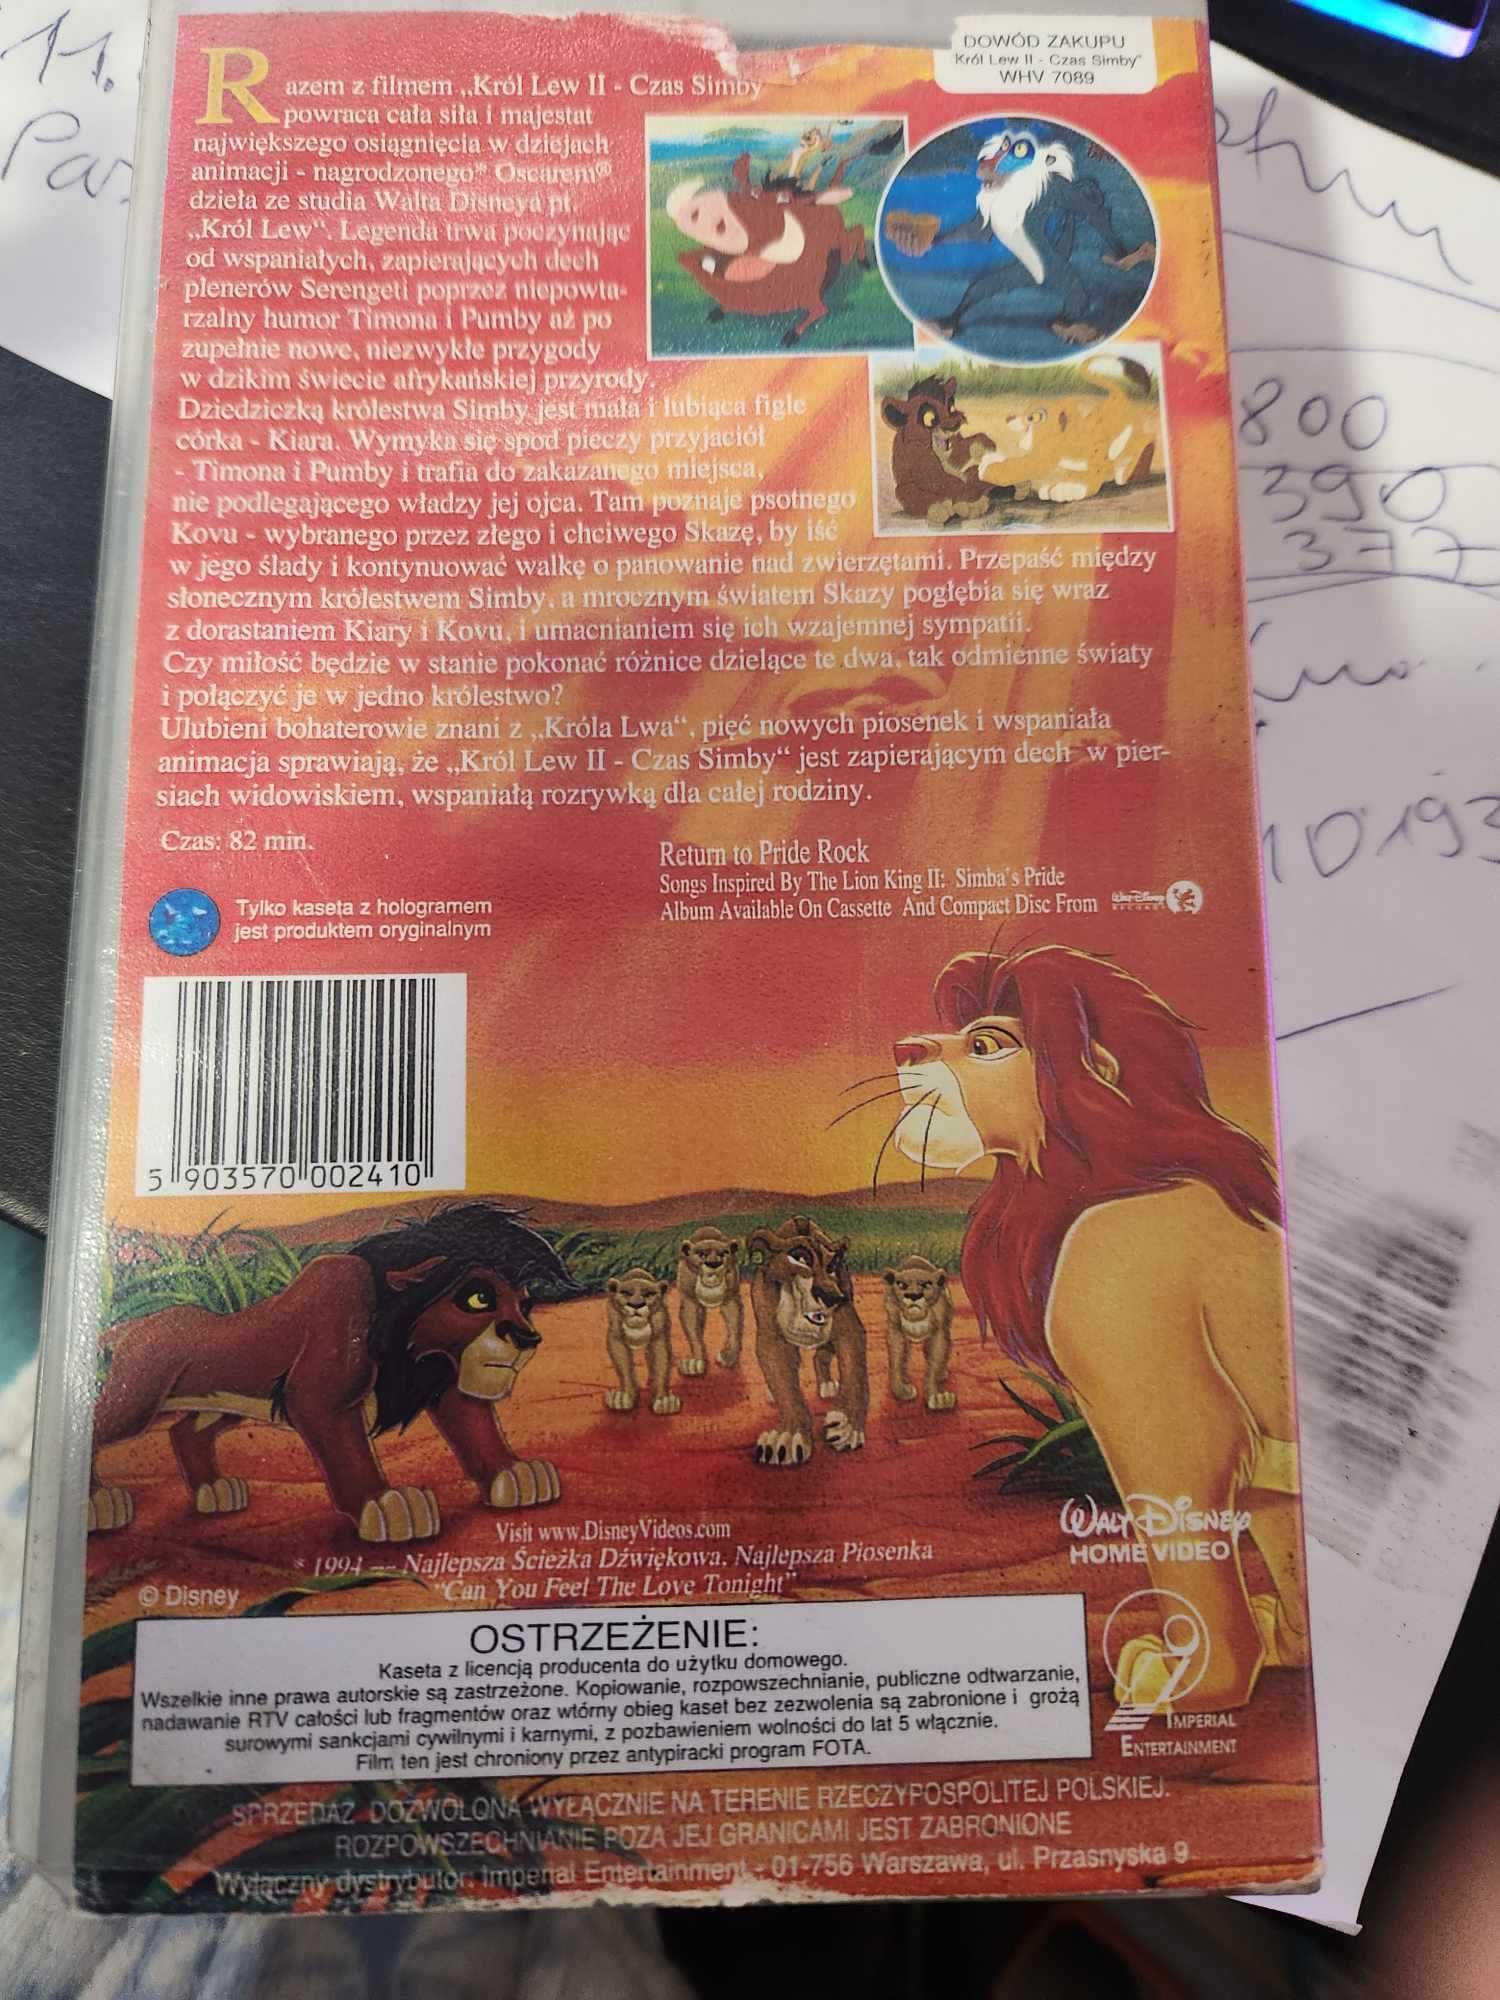 DOWÓD ZAKUPU
"Król Lew II - Czas Simby"
WHV 7089
Razem z filmem „Król Lew II - Czas Simby
powraca cała siła i majestat
największego osiągnięcia w dziejach
animacji - nagrodzonego* Oscarem®
dzieła ze studia Walta Disneya pt.
„Król Lew“. Legenda trwa poczynając
od wspaniałych, zapierających dech
plenerów Serengeti poprzez niepowta-
rzalny humor Timona i Pumby aż po
zupełnie nowe, niezwykłe przygody
w dzikim świecie afrykańskiej przyrody.
Dziedziczką królestwa Simby jest mała i lubiąca figle
córka - Kiara. Wymyka się spod pieczy przyjaciół
- Timona i Pumby i trafia do zakazanego miejsca,
nie podlegającego władzy jej ojca. Tam poznaje psotnego
Kovu - wybranego przez złego i chciwego Skazę, by iść
w jego ślady i kontynuować walkę o panowanie nad zwierzętami. Przepaść między
słonecznym królestwem Simby, a mrocznym światem Skazy pogłębia się wraz
z dorastaniem Kiary i Kovu, i umacnianiem się ich wzajemnej sympatii.
Czy miłość będzie w stanie pokonać różnice dzielące te dwa, tak odmienne światy
i połączyć je w jedno królestwo?
Ulubieni bohaterowie znani z „Króla Lwa“, pięć nowych piosenek i wspaniała
animacja sprawiają, że „Król Lew II - Czas Simby“ jest zapierającym dech w pier-
siach widowiskiem, wspaniałą rozrywką dla całej rodziny.
Czas: 82 min.
Return to Pride Rock
Songs Inspired By The Lion King II: Simba's Pride
Album Available On Cassette And Compact Disc From Walt Disney RECORDS
Tylko kaseta z hologramem
jest produktem oryginalnym
5 903570 002410
Visit www.DisneyVideos.com
* 1994 — Najlepsza Ścieżka Dźwiękowa, Najlepsza Piosenka
"Can You Feel The Love Tonight"
© Disney
WALT DISNEY
HOME VIDEO
IMPERIAL
ENTERTAINMENT
OSTRZEŻENIE:
Kaseta z licencją producenta do użytku domowego.
Wszelkie inne prawa autorskie są zastrzeżone. Kopiowanie, rozpowszechnianie, publiczne odtwarzanie,
nadawanie RTV całości lub fragmentów oraz wtórny obieg kaset bez zezwolenia są zabronione i grożą
surowymi sankcjami cywilnymi i karnymi, z pozbawieniem wolności do lat 5 włącznie.
Film ten jest chroniony przez antypiracki program FOTA.
SPRZEDAŻ DOZWOLONA WYŁĄCZNIE NA TERENIE RZECZYPOSPOLITEJ POLSKIEJ.
ROZPOWSZECHNIANIE POZA JEJ GRANICAMI JEST ZABRONIONE
Wyłączny dystrybutor: Imperial Entertainment - 01-756 Warszawa, ul. Przasnyska 9
11.
800
390
377
10193